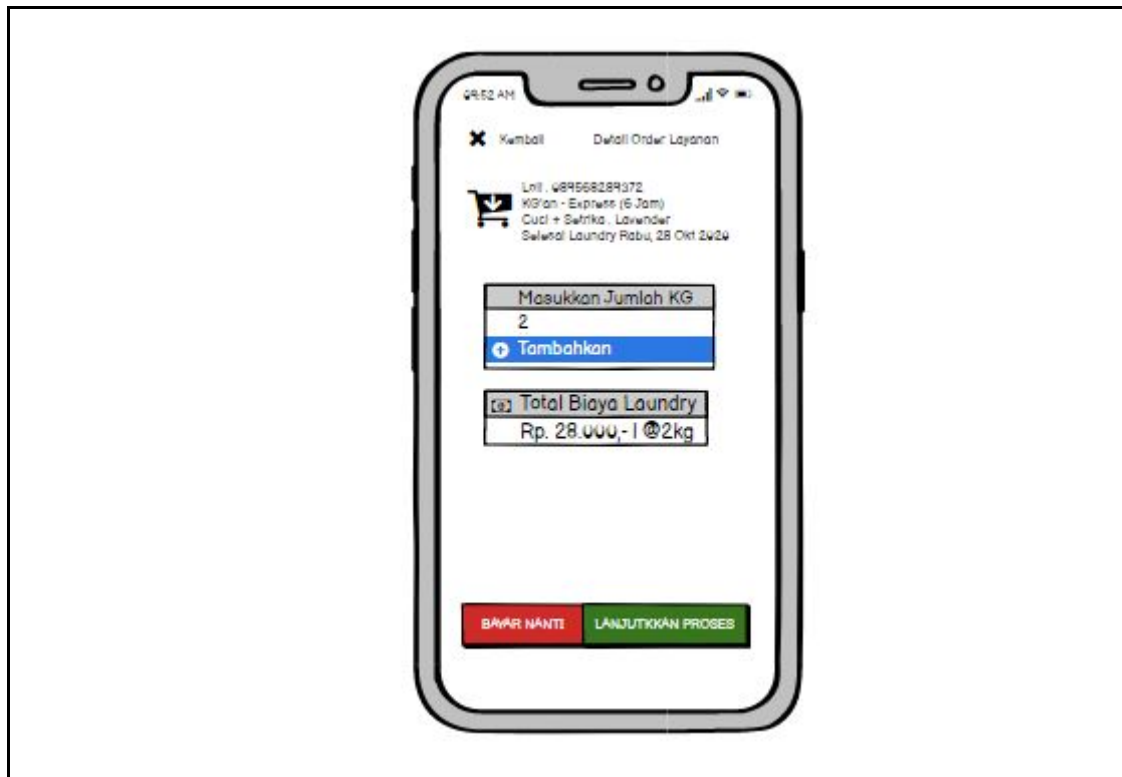 09:52 AM
Kembali Detail Order Layanan
089568289372
KG'an - Express (6 Jam)
Cuci + Setrika . Lavender
Selesai Laundry Rabu, 28 Okt 2020
Masukkan Jumlah KG
2
Tambahkan
Total Biaya Laundry
Rp. 28.000,- | @2kg
BAYAR NANTI LANJUTKKAN PROSES